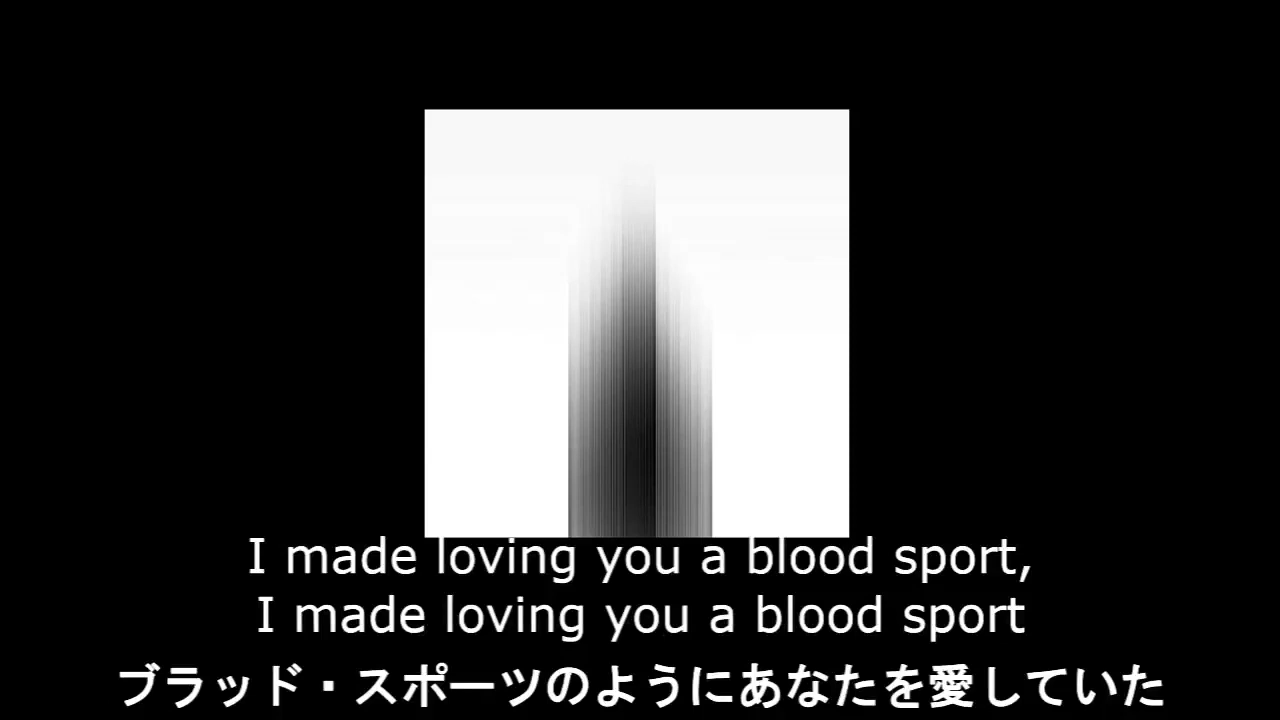 I made loving you a blood sport,
I made loving you a blood sport
ブラッド・スポーツのようにあなたを愛していた